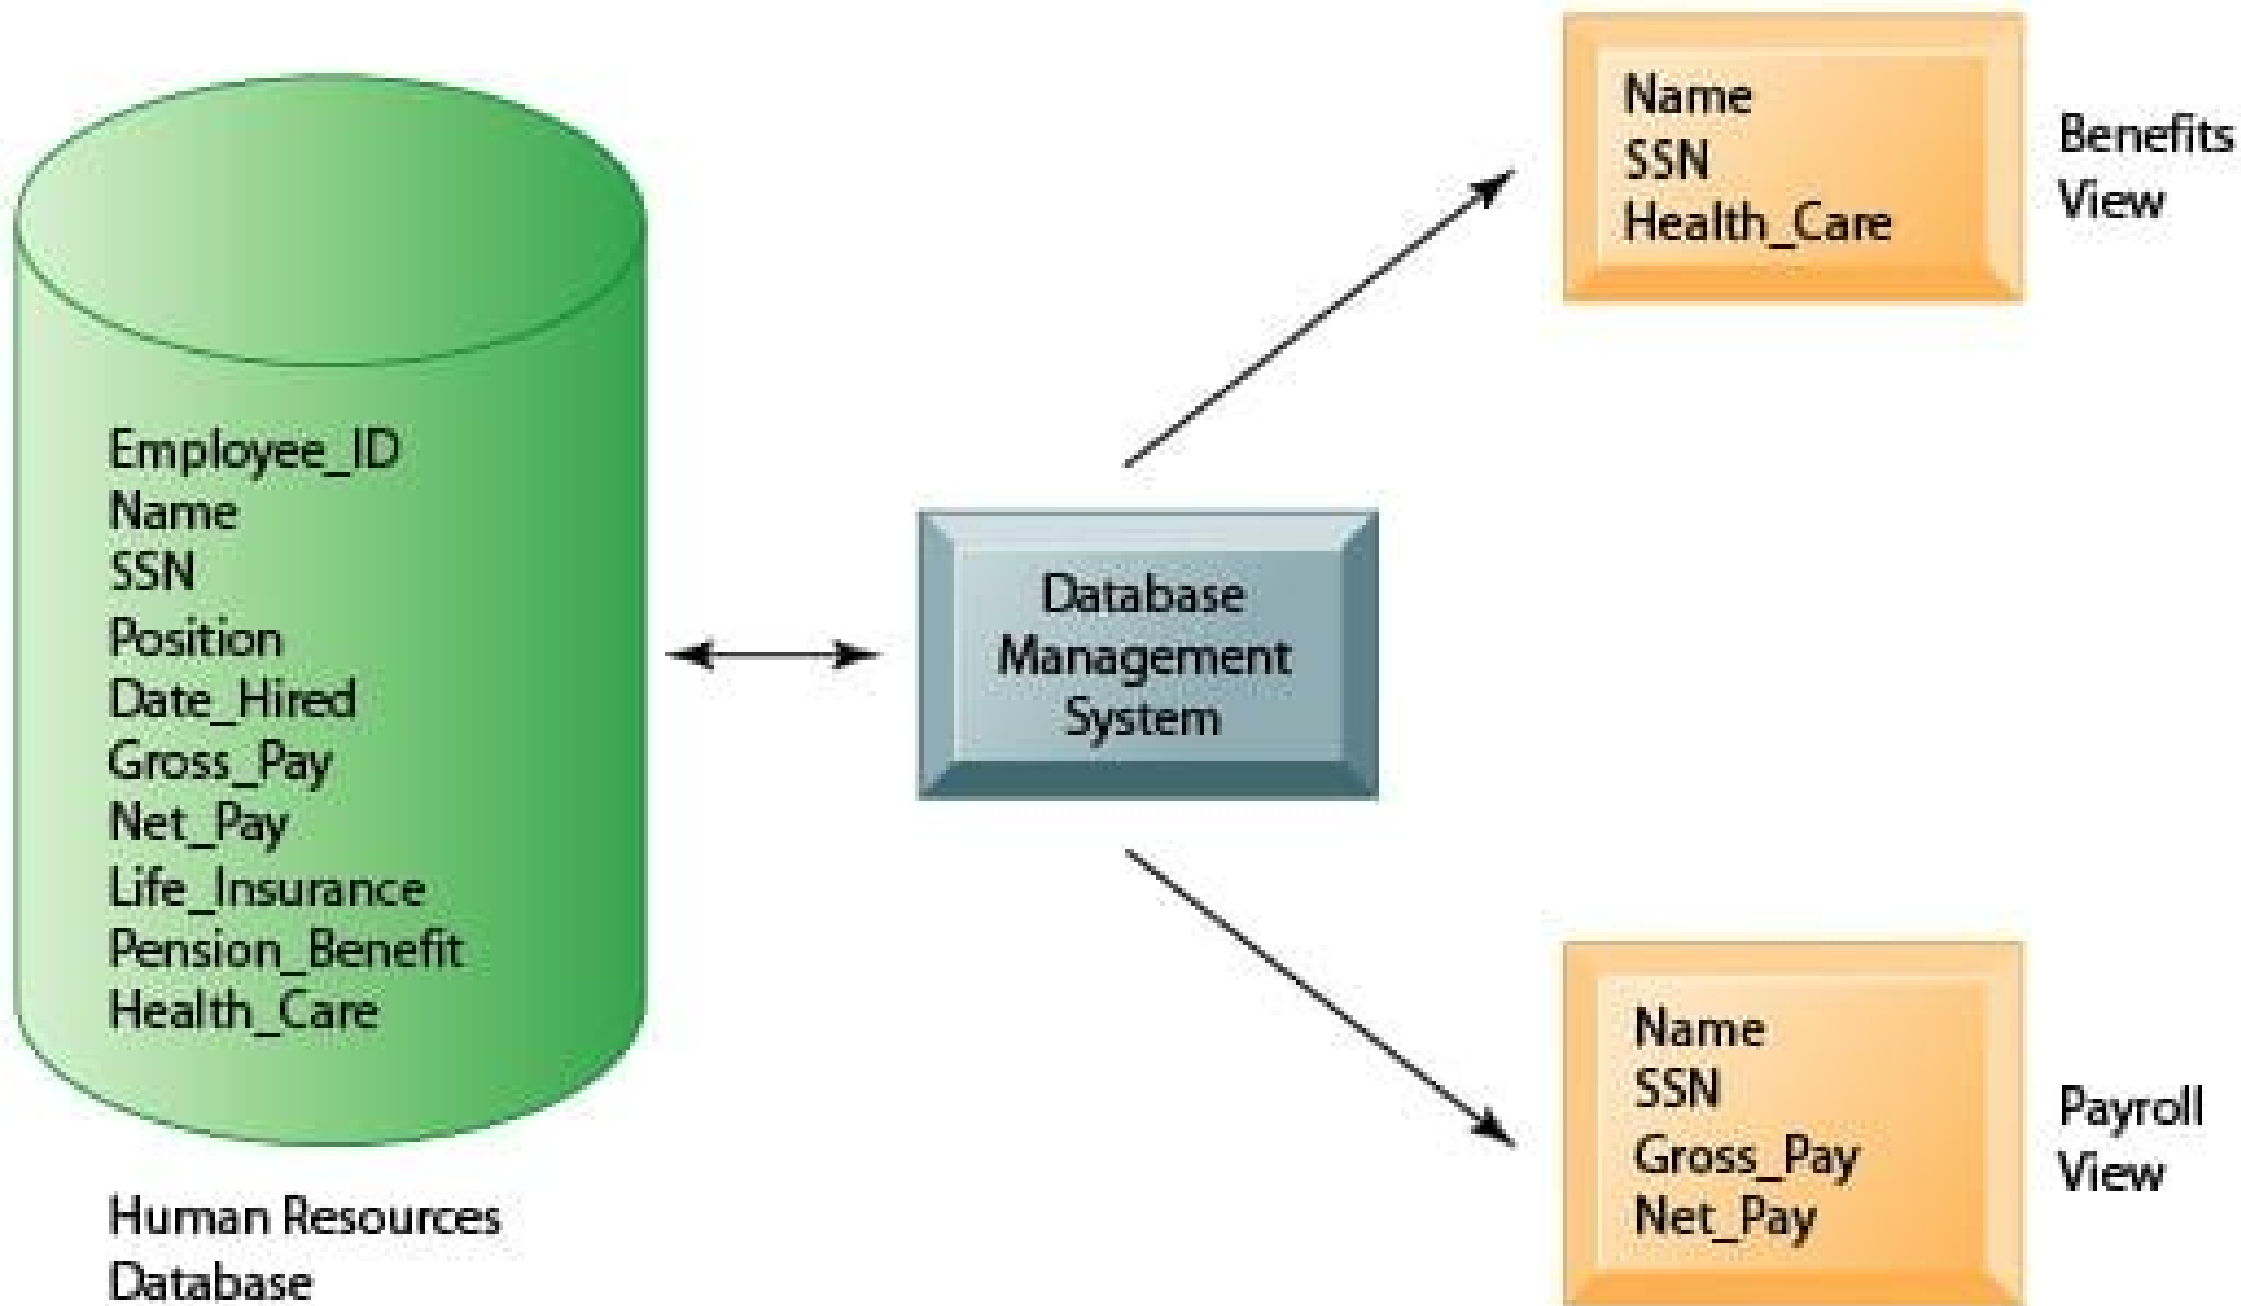 Employee_ID
Name
SSN
Position
Date_Hired
Gross_Pay
Net_Pay
Life_Insurance
Pension_Benefit
Health_Care
Human Resources
Database
Database
Management
System
Name
SSN
Health_Care
Benefits
View
Name
SSN
Gross_Pay
Net_Pay
Payroll
View